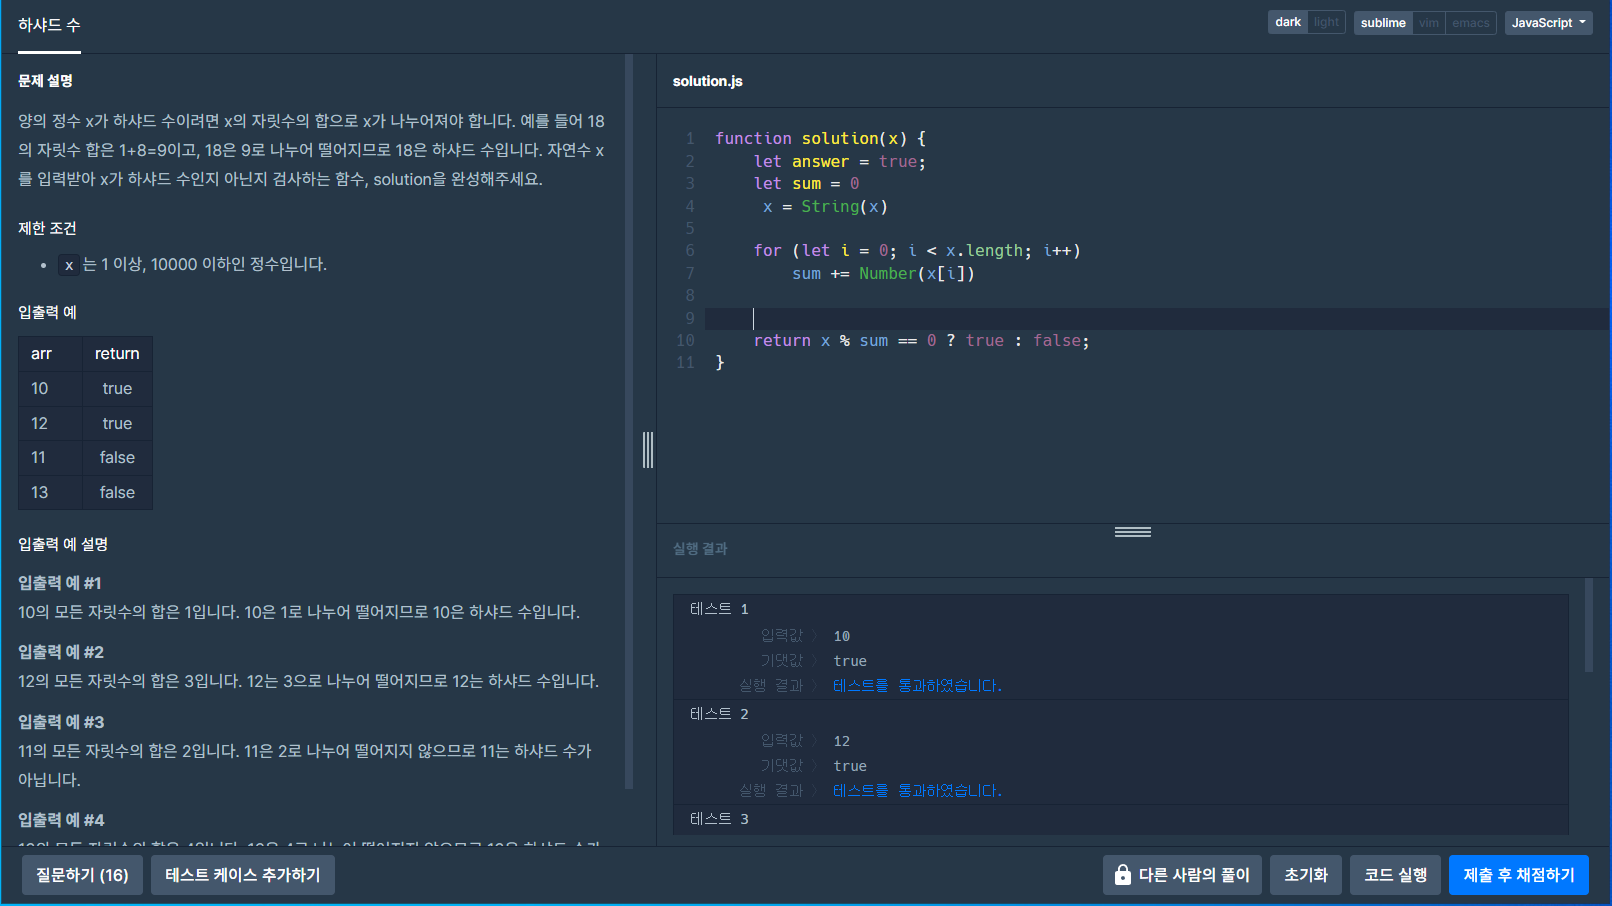 하샤드 수
dark light
sublime vim emacs
JavaScript
문제 설명
양의 정수 x가 하샤드 수이려면 x의 자릿수의 합으로 x가 나누어져야 합니다. 예를 들어 18
의 자릿수 합은 1+8=9이고, 18은 9로 나누어 떨어지므로 18은 하샤드 수입니다. 자연수 x
를 입력받아 x가 하샤드 수인지 아닌지 검사하는 함수, solution을 완성해주세요.
제한 조건
• x 는 1 이상, 10000 이하인 정수입니다.
입출력 예
arr return
10 true
12 true
11 false
13 false
입출력 예 설명
입출력 예 #1
10의 모든 자릿수의 합은 1입니다. 10은 1로 나누어 떨어지므로 10은 하샤드 수입니다.
입출력 예 #2
12의 모든 자릿수의 합은 3입니다. 12는 3으로 나누어 떨어지므로 12는 하샤드 수입니다.
입출력 예 #3
11의 모든 자릿수의 합은 2입니다. 11은 2로 나누어 떨어지지 않으므로 11는 하샤드 수가
아닙니다.
입출력 예 #4
solution.js
1 function solution(x) {
2     let answer = true;
3     let sum = 0
4      x = String(x)
5
6     for (let i = 0; i < x.length; i++)
7         sum += Number(x[i])
8
9
10     return x % sum == 0 ? true : false;
11 }
실행 결과
테스트 1
입력값 〉 10
기댓값 〉 true
실행 결과 〉 테스트를 통과하였습니다.
테스트 2
입력값 〉 12
기댓값 〉 true
실행 결과 〉 테스트를 통과하였습니다.
테스트 3
질문하기 (16)
테스트 케이스 추가하기
다른 사람의 풀이
초기화
코드 실행
제출 후 채점하기